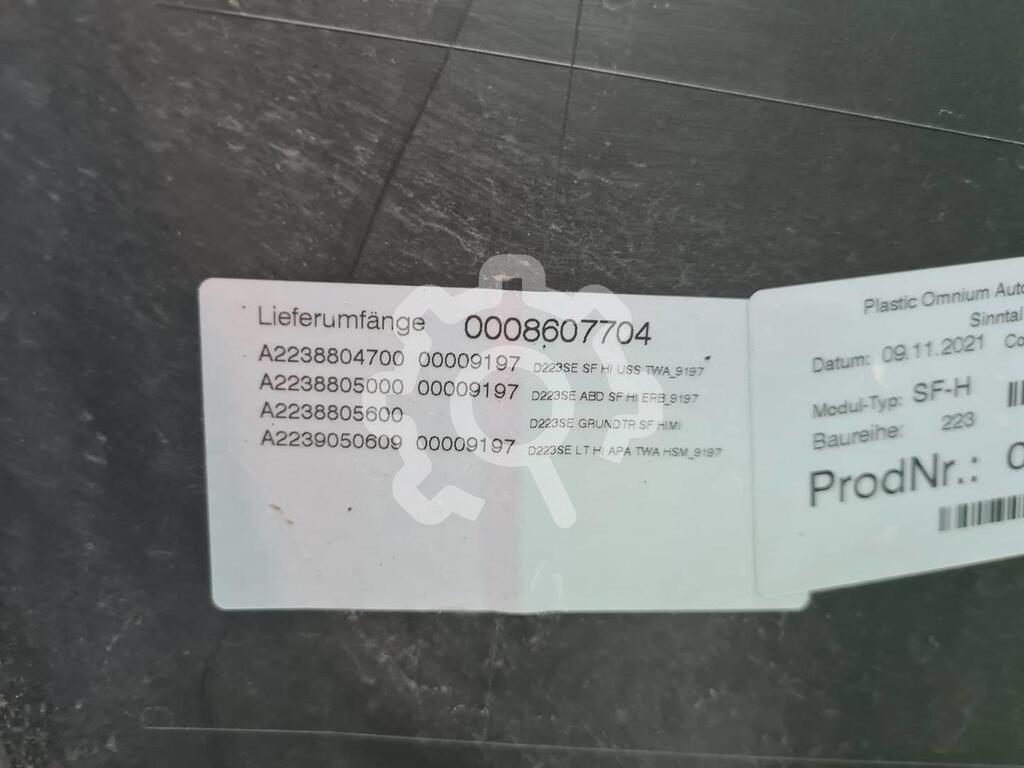 Lieferumfänge 0008607704
A2238804700 00009197 D223SE SF HI USS TWA_9197
A2238805000 00009197 D223SE ABD SF HI ERB_9197
A2238805600 D223SE GRUNDTR SF HIMI
A2239050609 00009197 D223SE LT HI APA TWA HSM_9197
Plastic Omnium Auto
Sinntal
Datum: 09.11.2021 Co
Modul-Typ: SF-H
Baureihe: 223
ProdNr.: 0